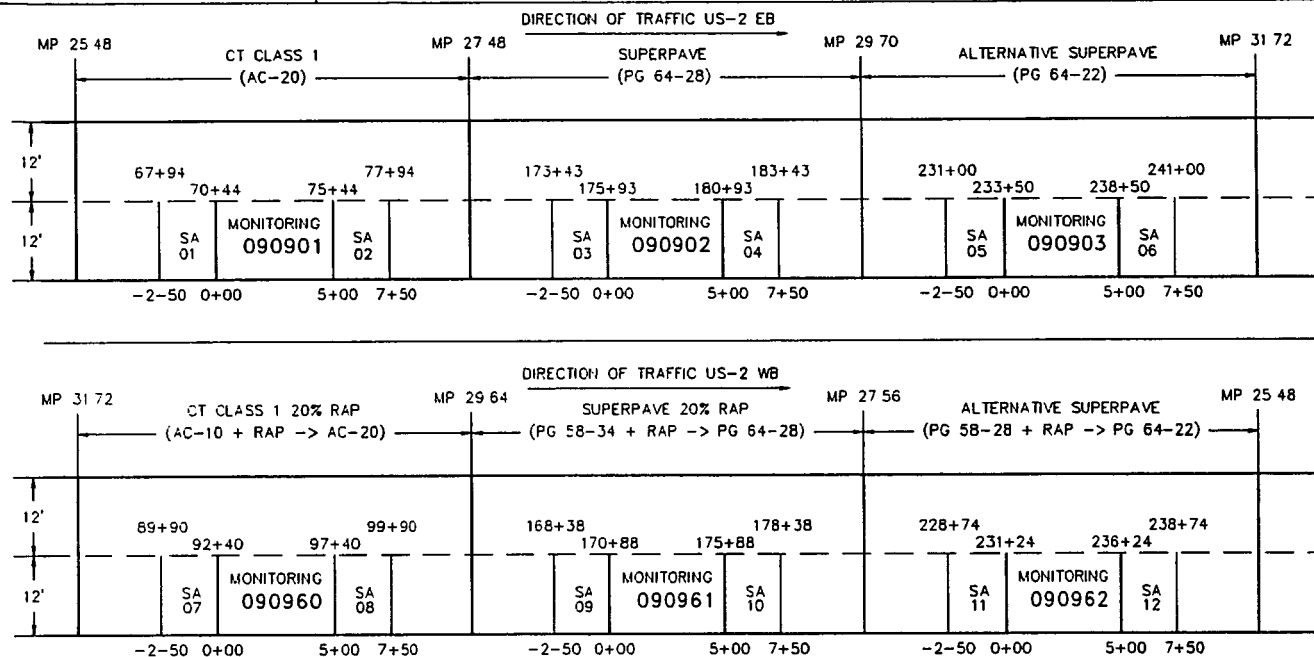 DIRECTION OF TRAFFIC US-2 EB
MP 25 48
CT CLASS 1
(AC-20)
MP 27 48
SUPERPAVE
(PG 64-28)
MP 29 70
ALTERNATIVE SUPERPAVE
(PG 64-22)
MP 31 72
12'
12'
67+94
70+44
75+44
77+94
173+43
175+93
180+93
183+43
231+00
233+50
238+50
241+00
SA
01
MONITORING
090901
SA
02
SA
03
MONITORING
090902
SA
04
SA
05
MONITORING
090903
SA
06
-2-50 0+00 5+00 7+50 -2-50 0+00 5+00 7+50 -2-50 0+00 5+00 7+50
DIRECTION OF TRAFFIC US-2 WB
MP 31 72
CT CLASS 1 20% RAP
(AC-10 + RAP -> AC-20)
MP 29 64
SUPERPAVE 20% RAP
(PG 58-34 + RAP -> PG 64-28)
MP 27 56
ALTERNATIVE SUPERPAVE
(PG 58-28 + RAP -> PG 64-22)
MP 25 48
12'
12'
89+90
92+40
97+40
99+90
168+38
170+88
175+88
178+38
228+74
231+24
236+24
238+74
SA
07
MONITORING
090960
SA
08
SA
09
MONITORING
090961
SA
10
SA
11
MONITORING
090962
SA
12
-2-50 0+00 5+00 7+50 -2-50 0+00 5+00 7+50 -2-50 0+00 5+00 7+50